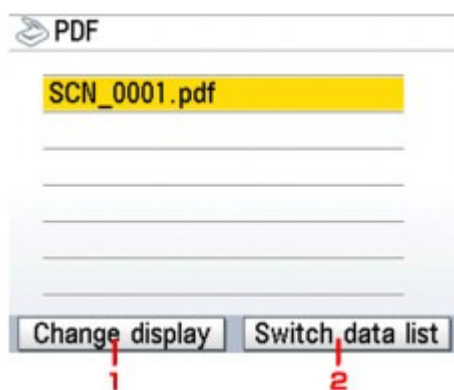 PDF
SCN_0001.pdf
Change display Switch data list
1 2